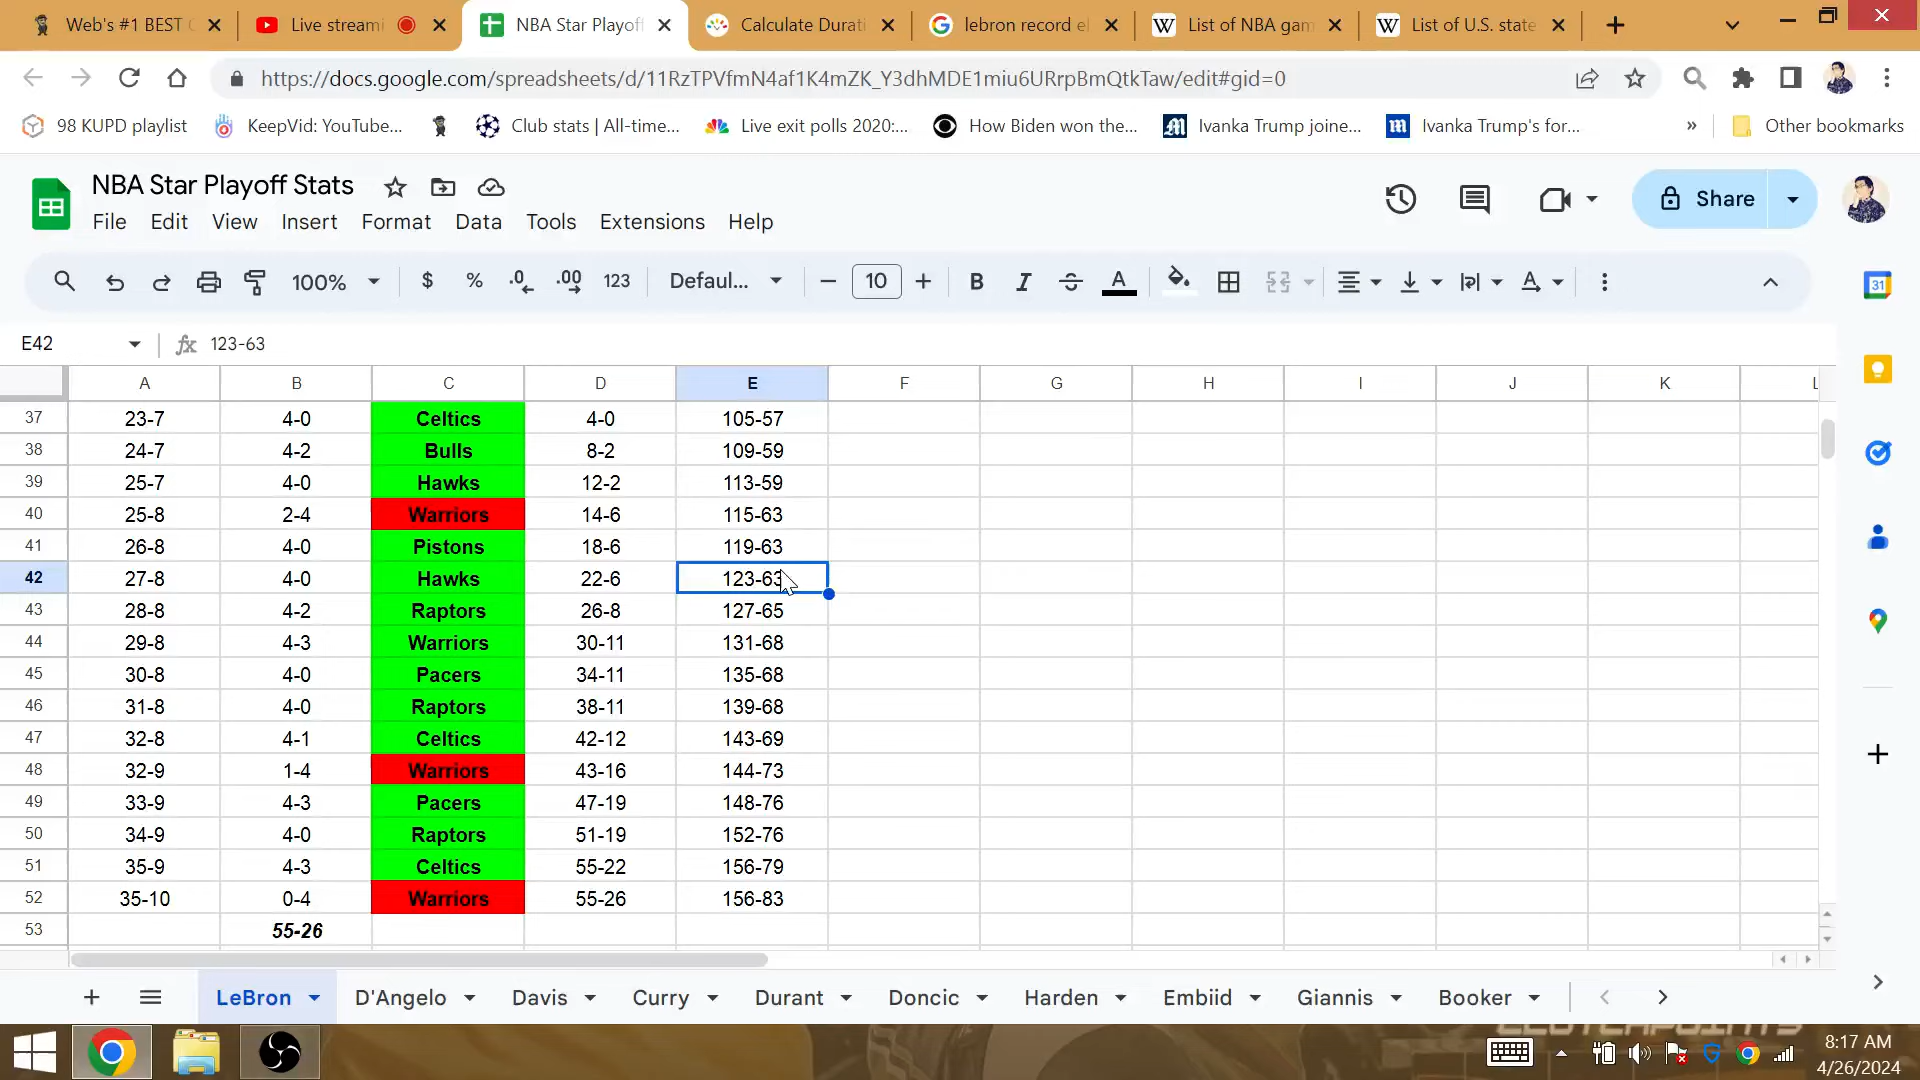 Web's #1 BEST
Live streami
NBA Star Playoff
Calculate Durati
lebron record e
List of NBA gam
List of U.S. state
https://docs.google.com/spreadsheets/d/11RzTPVfmN4af1K4mZK_Y3dhMDE1miu6URrpBmQtkTaw/edit#gid=0
98 KUPD playlist
KeepVid: YouTube...
Club stats | All-time...
Live exit polls 2020:...
How Biden won the...
Ivanka Trump joine...
Ivanka Trump's for...
»
Other bookmarks
NBA Star Playoff Stats
File Edit View Insert Format Data Tools Extensions Help
Share
100% $ % .0 .00 123 Defaul... − 10 + B I S A
31
E42 fx 123-63
A B C D E F G H I J K L
37 23-7 4-0 Celtics 4-0 105-57
38 24-7 4-2 Bulls 8-2 109-59
39 25-7 4-0 Hawks 12-2 113-59
40 25-8 2-4 Warriors 14-6 115-63
41 26-8 4-0 Pistons 18-6 119-63
42 27-8 4-0 Hawks 22-6 123-63
43 28-8 4-2 Raptors 26-8 127-65
44 29-8 4-3 Warriors 30-11 131-68
45 30-8 4-0 Pacers 34-11 135-68
46 31-8 4-0 Raptors 38-11 139-68
47 32-8 4-1 Celtics 42-12 143-69
48 32-9 1-4 Warriors 43-16 144-73
49 33-9 4-3 Pacers 47-19 148-76
50 34-9 4-0 Raptors 51-19 152-76
51 35-9 4-3 Celtics 55-22 156-79
52 35-10 0-4 Warriors 55-26 156-83
53 55-26
LeBron D'Angelo Davis Curry Durant Doncic Harden Embiid Giannis Booker
CLUTCHPOINTS
8:17 AM
4/26/2024